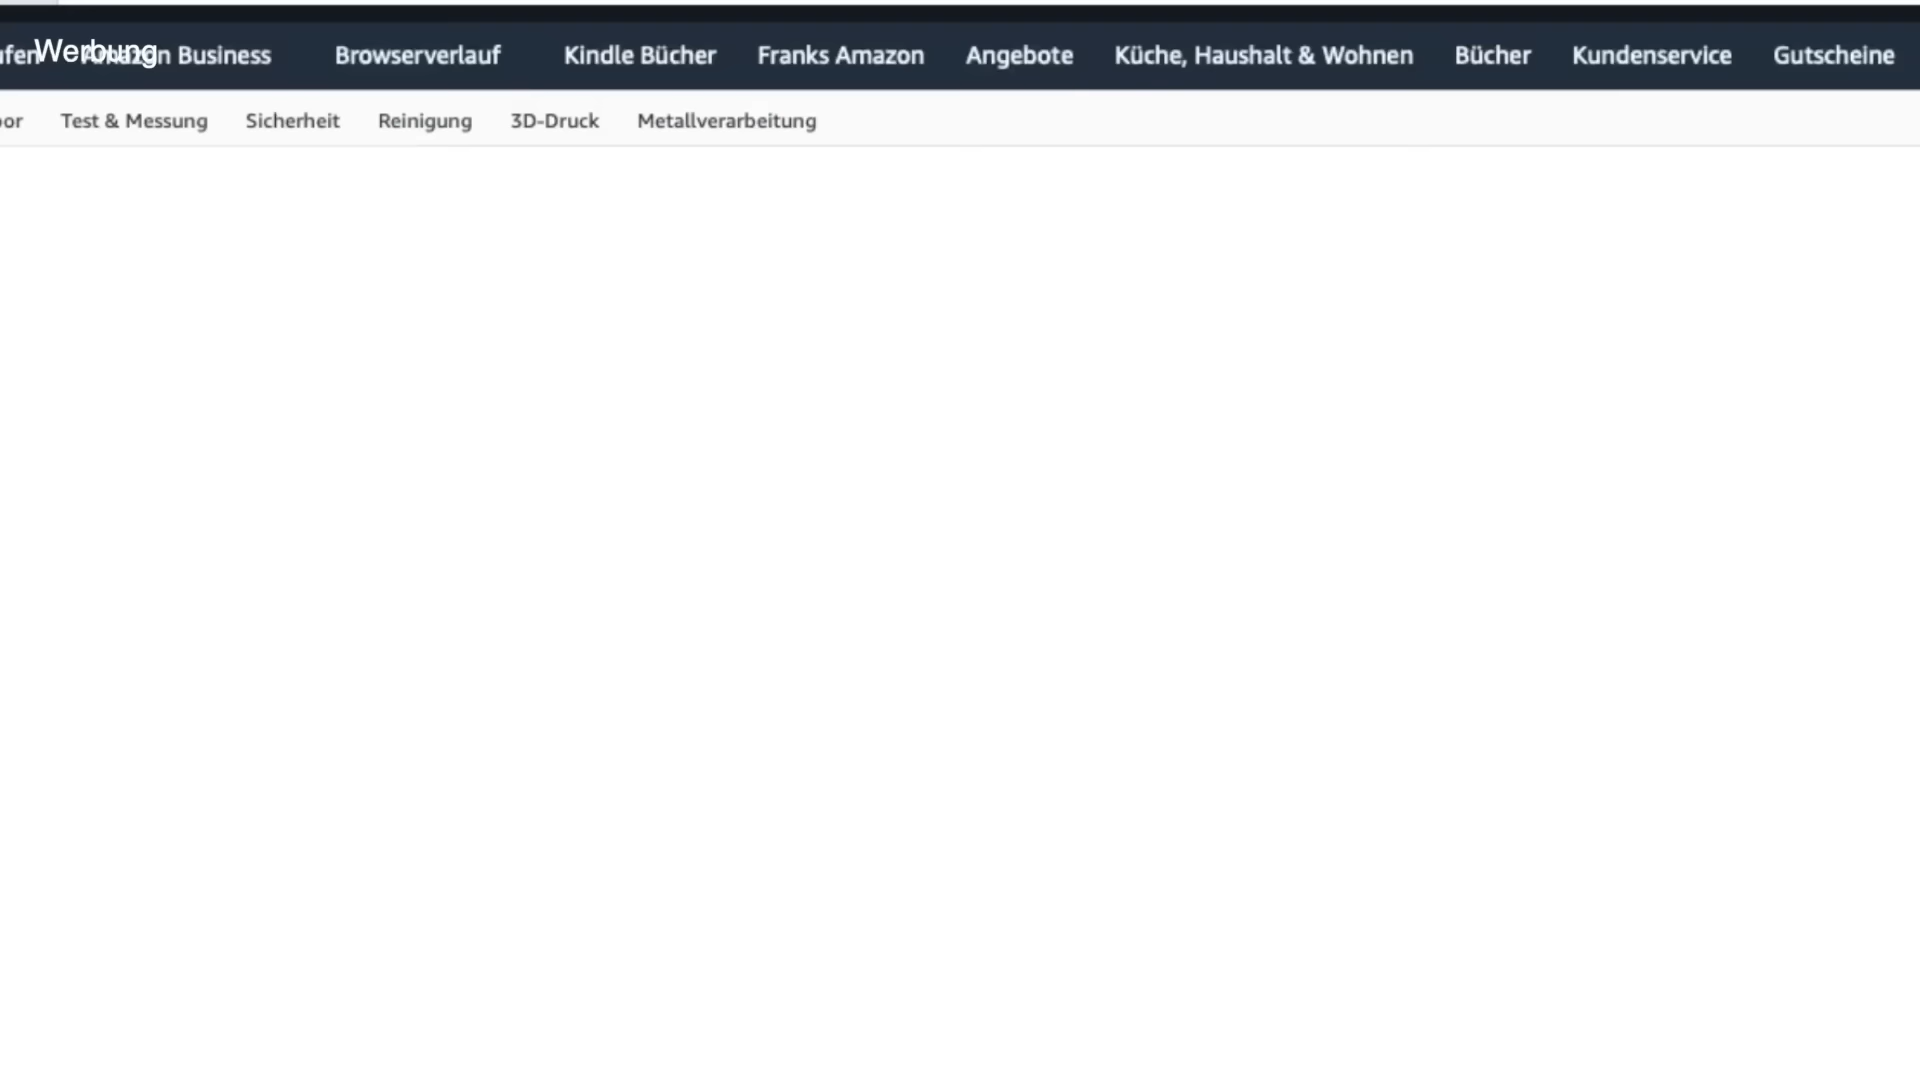 Werbung
Business Browserverlauf Kindle Bücher Franks Amazon Angebote Küche, Haushalt & Wohnen Bücher Kundenservice Gutscheine
Test & Messung Sicherheit Reinigung 3D-Druck Metallverarbeitung